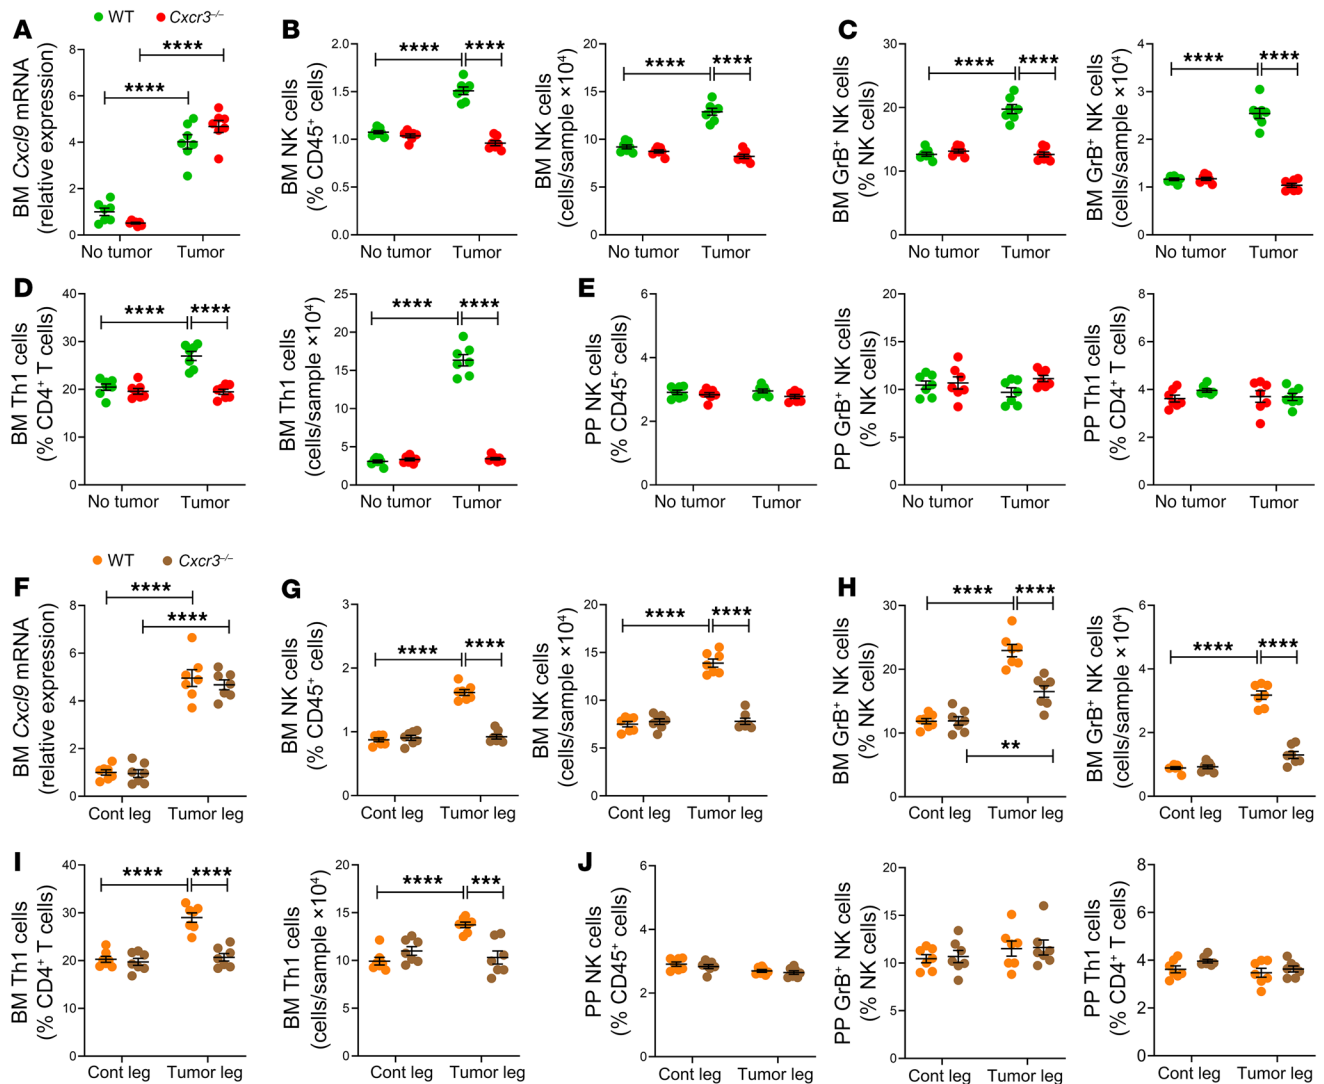 WT Cxcr3–/–
A
BM Cxcl9 mRNA
(relative expression)
8
6
4
2
0
****
****
No tumor Tumor
B
BM NK cells
(% CD45+ cells)
2.0
1.5
1.0
0.5
0.0
**** ****
No tumor Tumor
BM NK cells
(cells/sample ×10⁴)
20
15
10
5
0
**** ****
No tumor Tumor
C
BM GrB+ NK cells
(% NK cells)
30
20
10
0
**** ****
No tumor Tumor
BM GrB+ NK cells
(cells/sample ×10⁴)
4
3
2
1
0
**** ****
No tumor Tumor
D
BM Th1 cells
(% CD4+ T cells)
40
30
20
10
0
**** ****
No tumor Tumor
BM Th1 cells
(cells/sample ×10⁴)
25
20
15
10
5
0
**** ****
No tumor Tumor
E
PP NK cells
(% CD45+ cells)
6
4
2
0
No tumor Tumor
PP GrB+ NK cells
(% NK cells)
20
15
10
5
0
No tumor Tumor
PP Th1 cells
(% CD4+ T cells)
8
6
4
2
0
No tumor Tumor
WT Cxcr3–/–
F
BM Cxcl9 mRNA
(relative expression)
8
6
4
2
0
****
****
Cont leg Tumor leg
G
BM NK cells
(% CD45+ cells)
3
2
1
0
**** ****
Cont leg Tumor leg
BM NK cells
(cells/sample ×10⁴)
20
15
10
5
0
**** ****
Cont leg Tumor leg
H
BM GrB+ NK cells
(% NK cells)
30
20
10
0
**** ****
**
Cont leg Tumor leg
BM GrB+ NK cells
(cells/sample ×10⁴)
6
4
2
0
**** ****
Cont leg Tumor leg
I
BM Th1 cells
(% CD4+ T cells)
40
30
20
10
0
**** ****
Cont leg Tumor leg
BM Th1 cells
(cells/sample ×10⁴)
20
15
10
5
0
**** ***
Cont leg Tumor leg
J
PP NK cells
(% CD45+ cells)
6
4
2
0
Cont leg Tumor leg
PP GrB+ NK cells
(% NK cells)
20
15
10
5
0
Cont leg Tumor leg
PP Th1 cells
(% CD4+ T cells)
8
6
4
2
0
Cont leg Tumor leg